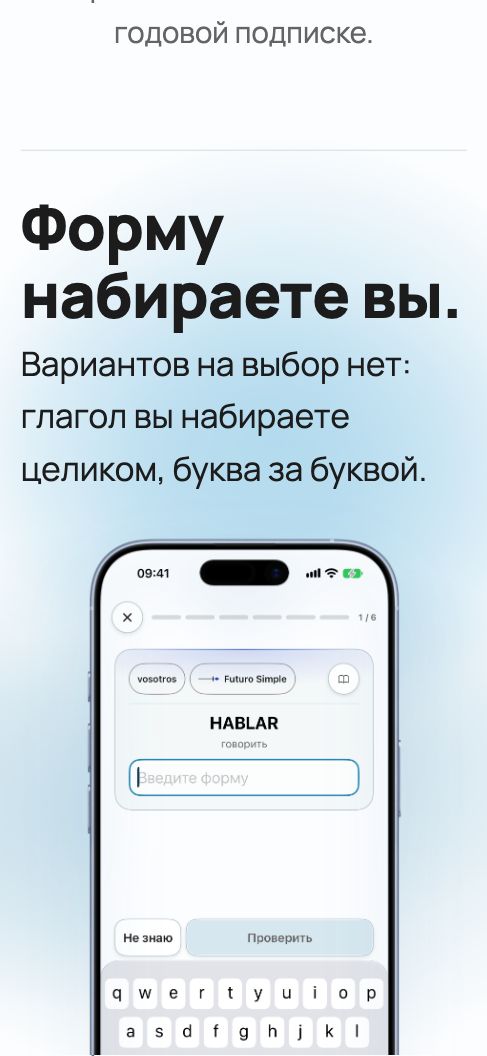 годовой подписке.
Форму
набираете вы.
Вариантов на выбор нет:
глагол вы набираете
целиком, буква за буквой.
09:41
1 / 6
vosotros
Futuro Simple
HABLAR
говорить
Введите форму
Не знаю
Проверить
q w e r t y u i o p
a s d f g h j k l